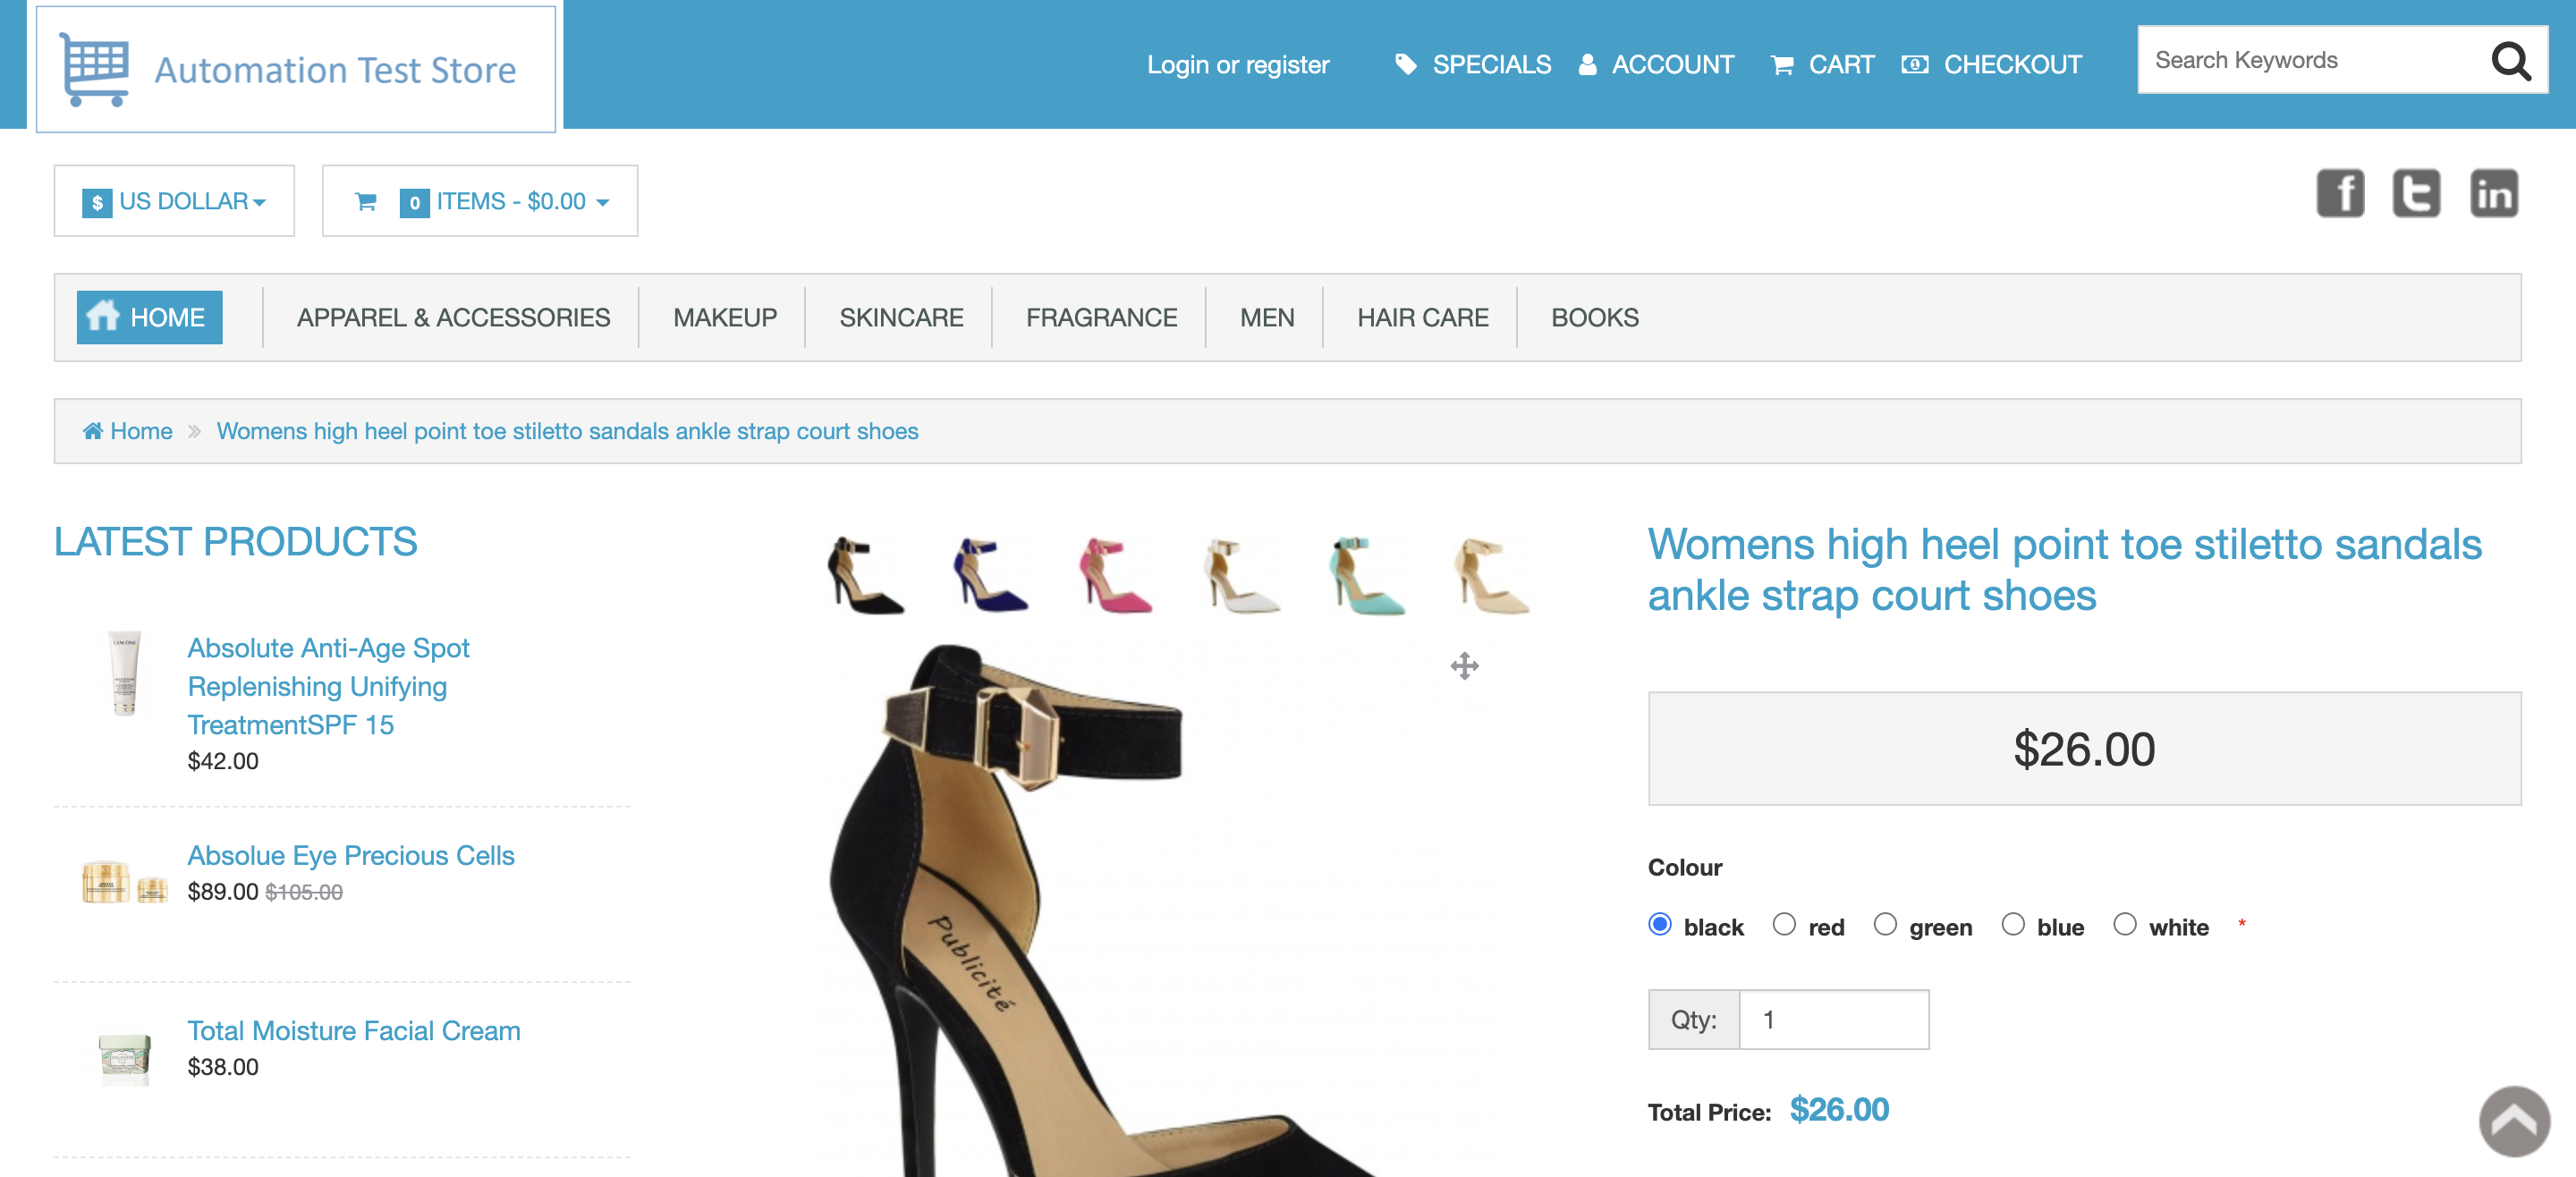 Automation Test Store
Login or register SPECIALS ACCOUNT CART CHECKOUT Search Keywords
$ US DOLLAR 0 ITEMS - $0.00
HOME APPAREL & ACCESSORIES MAKEUP SKINCARE FRAGRANCE MEN HAIR CARE BOOKS
Home » Womens high heel point toe stiletto sandals ankle strap court shoes
LATEST PRODUCTS
LANCOME
Absolute Anti-Age Spot
Replenishing Unifying
TreatmentSPF 15
$42.00
Absolue Eye Precious Cells
$89.00 $105.00
Total Moisture Facial Cream
$38.00
Publicité
Womens high heel point toe stiletto sandals
ankle strap court shoes
$26.00
Colour
black red green blue white *
Qty: 1
Total Price: $26.00